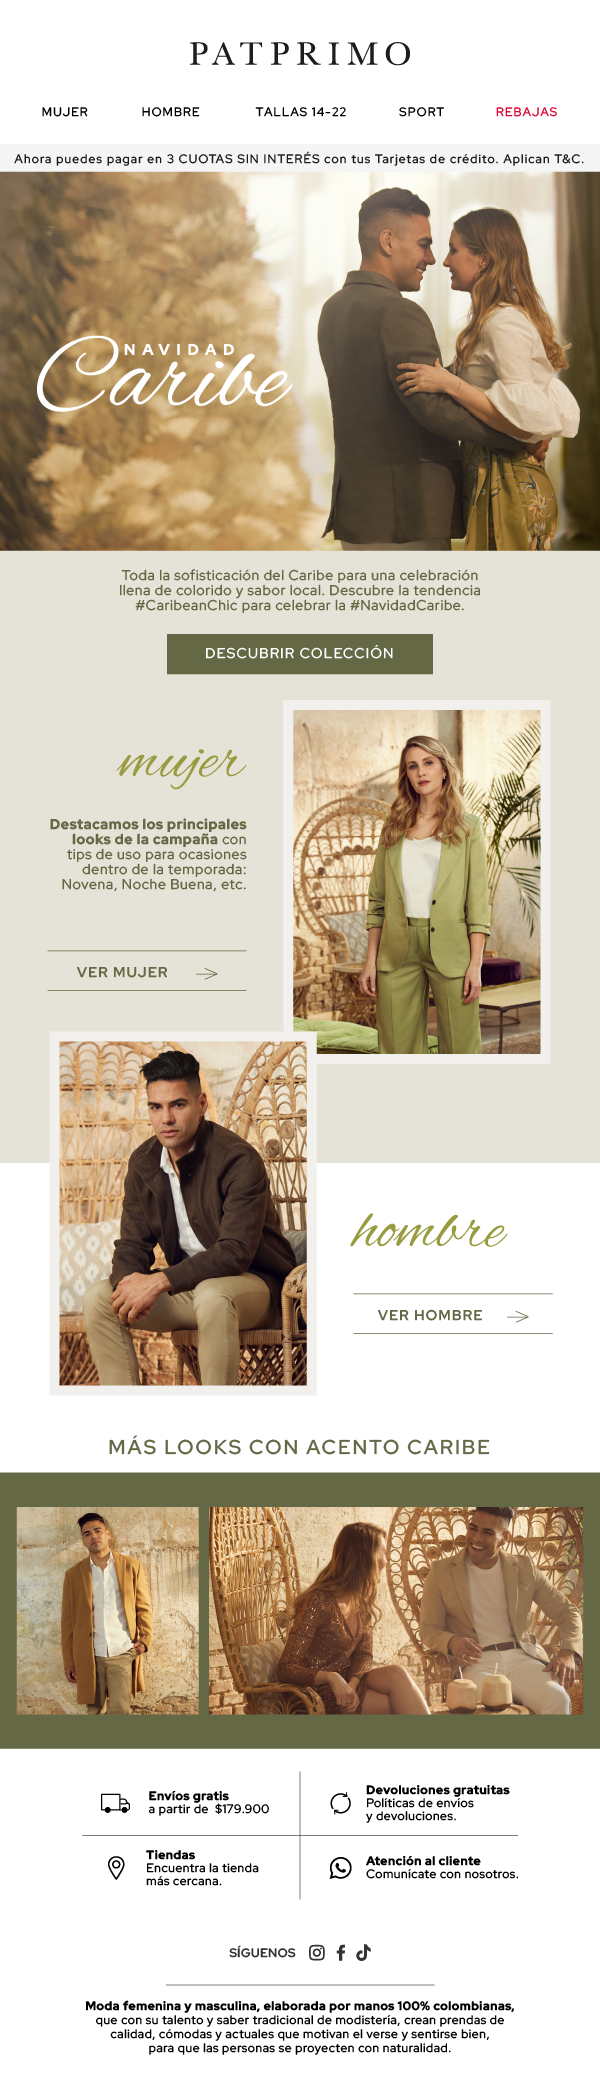 PATPRIMO
MUJER HOMBRE TALLAS 14-22 SPORT REBAJAS
Ahora puedes pagar en 3 CUOTAS SIN INTERÉS con tus Tarjetas de crédito. Aplican T&C.
NAVIDAD
Caribe
Toda la sofisticación del Caribe para una celebración
llena de colorido y sabor local. Descubre la tendencia
#CaribeanChic para celebrar la #NavidadCaribe.
DESCUBRIR COLECCIÓN
mujer
Destacamos los principales
looks de la campaña con
tips de uso para ocasiones
dentro de la temporada:
Novena, Noche Buena, etc.
VER MUJER
hombre
VER HOMBRE
MÁS LOOKS CON ACENTO CARIBE
Envíos gratis
a partir de $179.900
Devoluciones gratuitas
Políticas de envíos
y devoluciones.
Tiendas
Encuentra la tienda
más cercana.
Atención al cliente
Comunícate con nosotros.
SÍGUENOS
Moda femenina y masculina, elaborada por manos 100% colombianas,
que con su talento y saber tradicional de modistería, crean prendas de
calidad, cómodas y actuales que motivan el verse y sentirse bien,
para que las personas se proyecten con naturalidad.